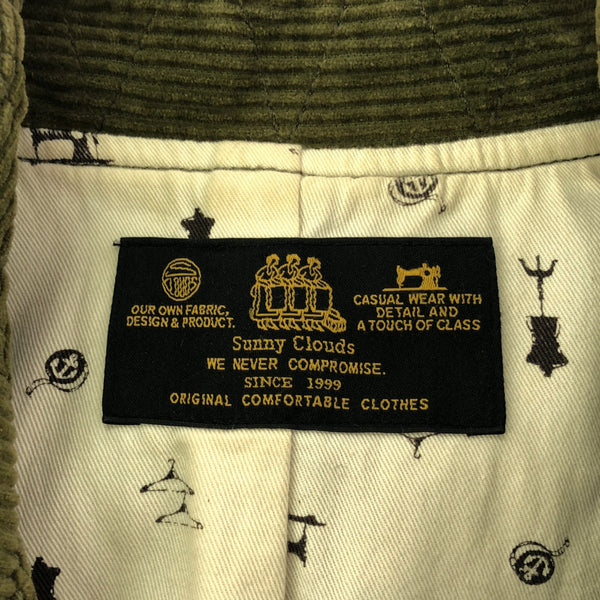 OUR OWN FABRIC,
DESIGN & PRODUCT.
CASUAL WEAR WITH
DETAIL AND
A TOUCH OF CLASS
Sunny Clouds
WE NEVER COMPROMISE.
SINCE 1999
ORIGINAL COMFORTABLE CLOTHES